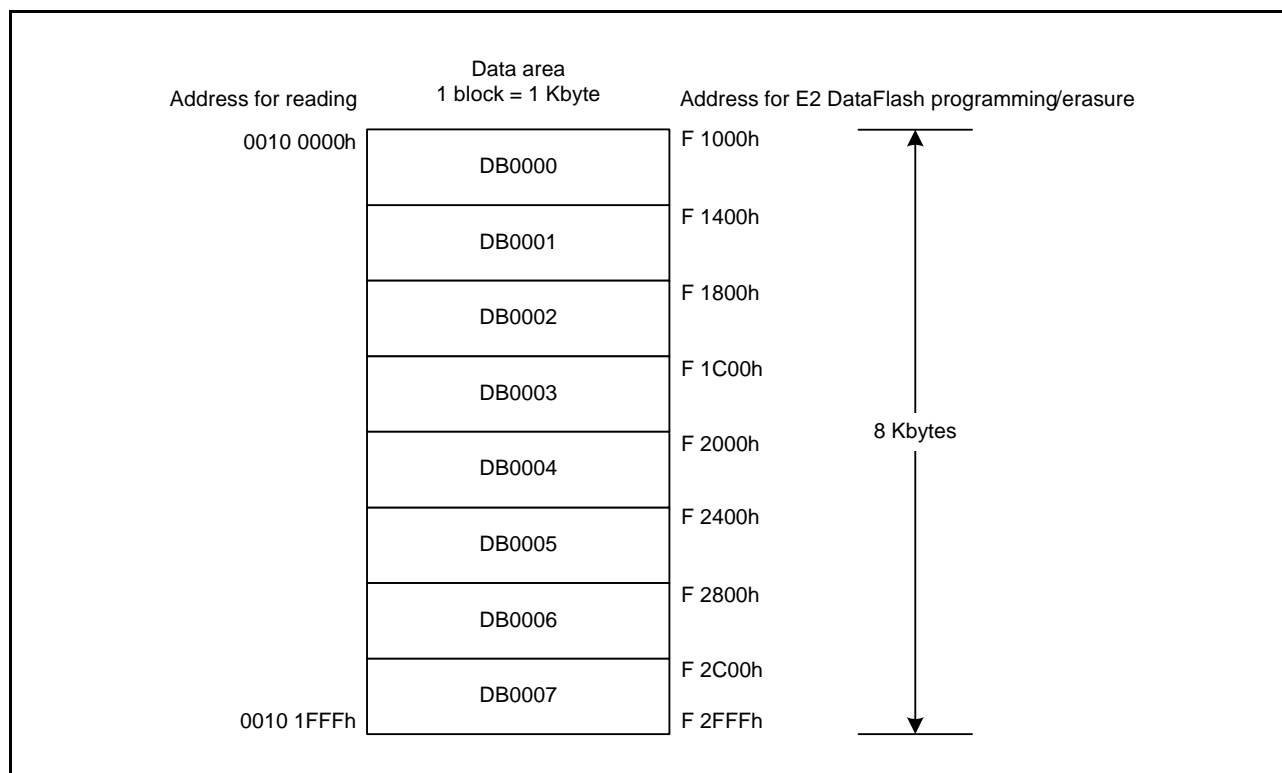 Data area
1 block = 1 Kbyte
Address for reading
Address for E2 DataFlash programming/erasure
0010 0000h
F 1000h
DB0000
F 1400h
DB0001
F 1800h
DB0002
F 1C00h
DB0003
8 Kbytes
F 2000h
DB0004
F 2400h
DB0005
F 2800h
DB0006
F 2C00h
DB0007
0010 1FFFh
F 2FFFh